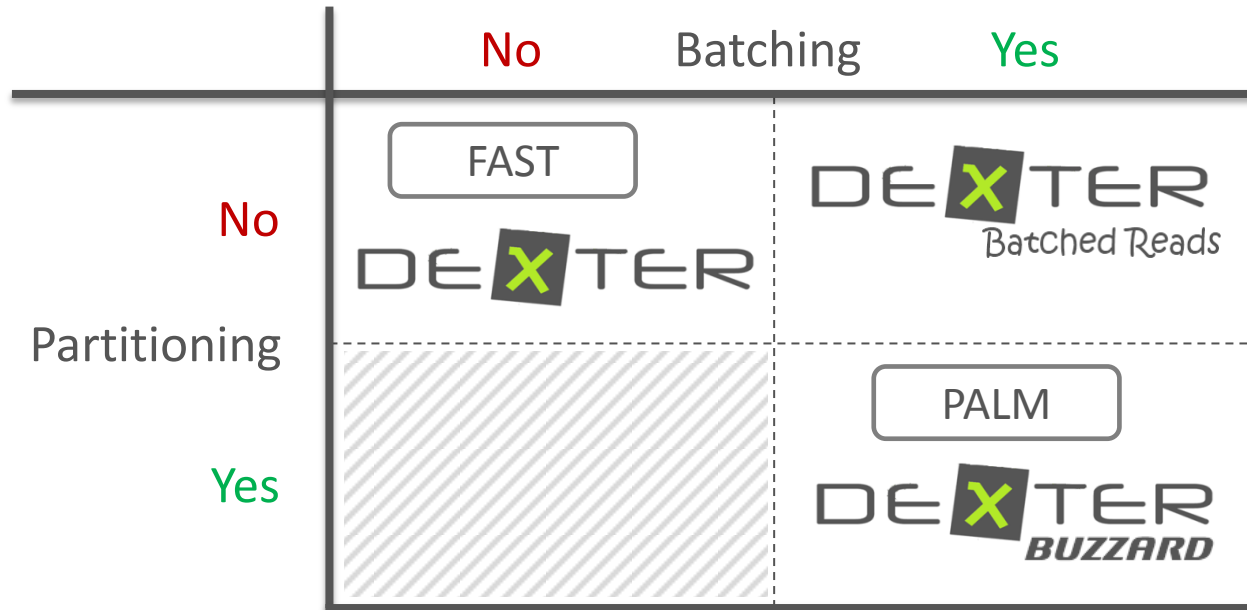 No Batching Yes
FAST
DEXTER
DEXTER
Batched Reads
No
Partitioning
Yes
PALM
DEXTER
BUZZARD